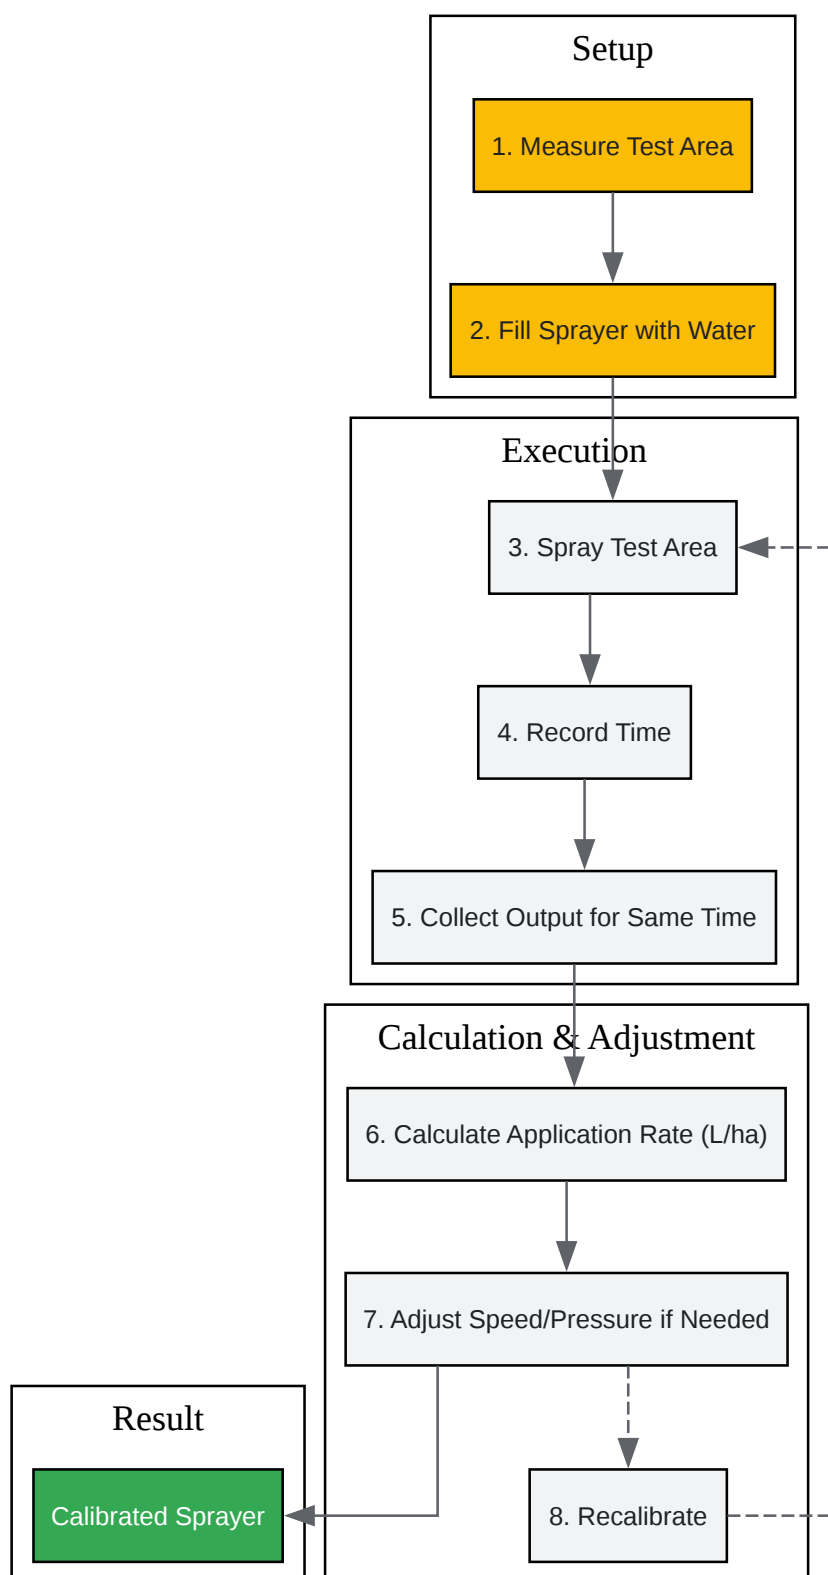 Setup
1. Measure Test Area
2. Fill Sprayer with Water
Execution
3. Spray Test Area
4. Record Time
5. Collect Output for Same Time
Calculation & Adjustment
6. Calculate Application Rate (L/ha)
7. Adjust Speed/Pressure if Needed
Result
Calibrated Sprayer
8. Recalibrate